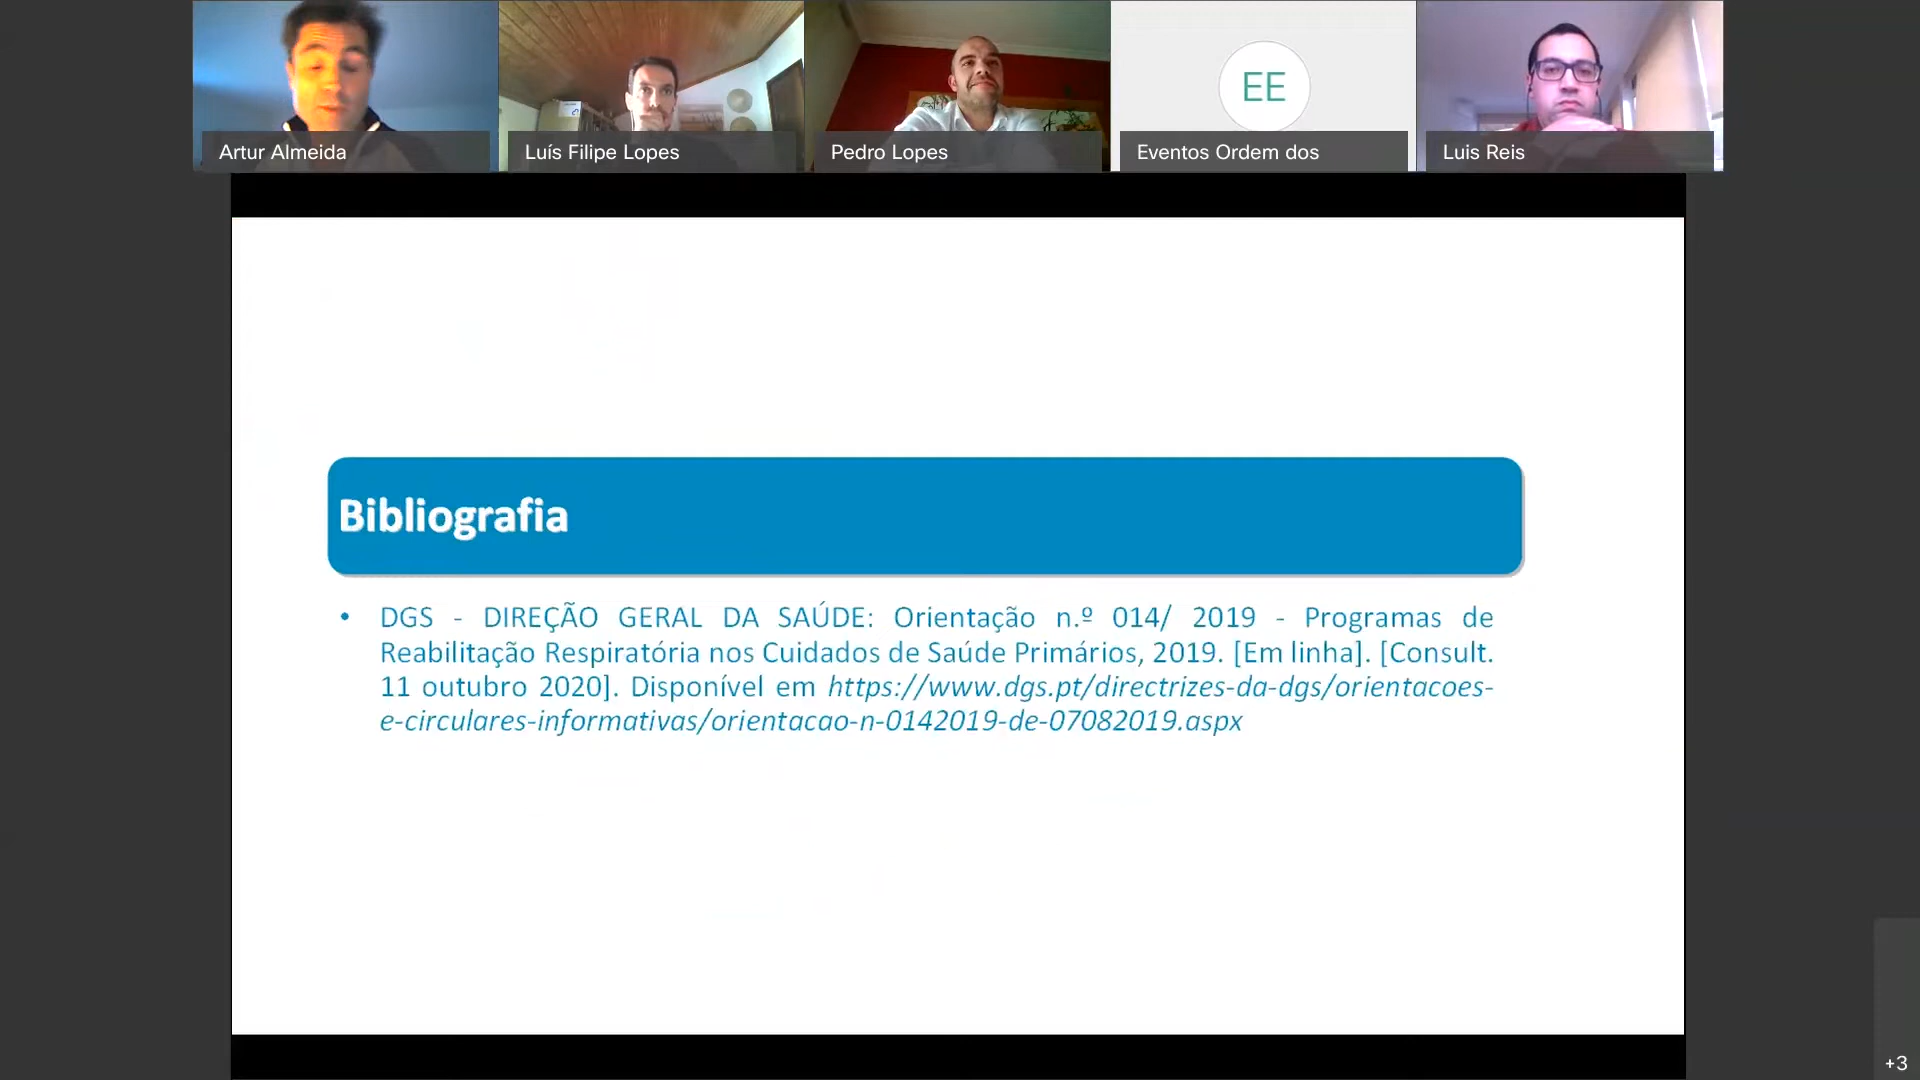 EE
Artur Almeida
Luís Filipe Lopes
Pedro Lopes
Eventos Ordem dos
Luis Reis
Bibliografia
• DGS - DIREÇÃO GERAL DA SAÚDE: Orientação n.º 014/ 2019 - Programas de
Reabilitação Respiratória nos Cuidados de Saúde Primários, 2019. [Em linha]. [Consult.
11 outubro 2020]. Disponível em https://www.dgs.pt/directrizes-da-dgs/orientacoes-
e-circulares-informativas/orientacao-n-0142019-de-07082019.aspx
+3